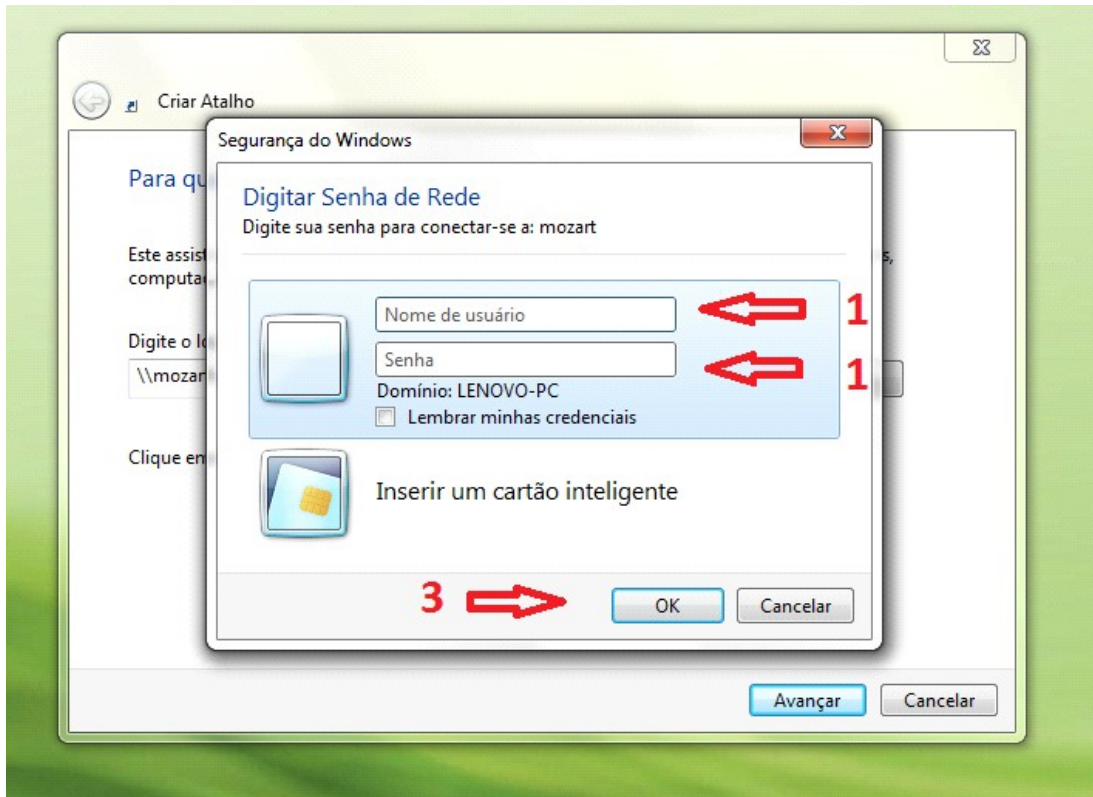 Criar Atalho
Segurança do Windows
Para qu
Digitar Senha de Rede
Digite sua senha para conectar-se a: mozart
Este assist
s,
computa
Nome de usuário
1
Digite o lo
Senha
1
\\mozar
Domínio: LENOVO-PC
Lembrar minhas credenciais
Clique em
Inserir um cartão inteligente
3
OK
Cancelar
Avançar
Cancelar